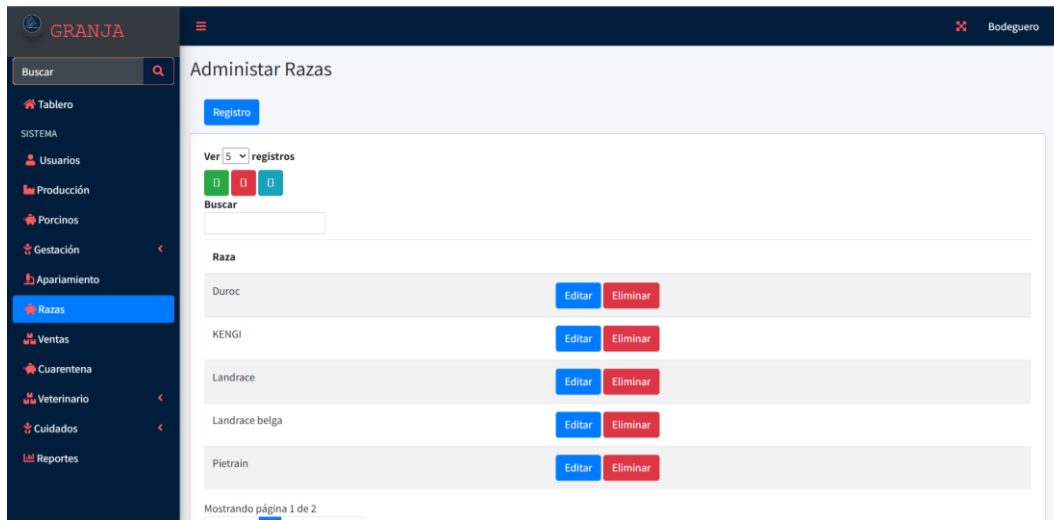 GRANJA
Bodeguero
Buscar
Tablero
SISTEMA
Usuarios
Producción
Porcinos
Gestación
Apariamiento
Razas
Ventas
Cuarentena
Veterinario
Cuidados
Reportes
Administar Razas
Registro
Ver 5 registros
Buscar
Raza
Duroc Editar Eliminar
KENGI Editar Eliminar
Landrace Editar Eliminar
Landrace belga Editar Eliminar
Pietrain Editar Eliminar
Mostrando página 1 de 2